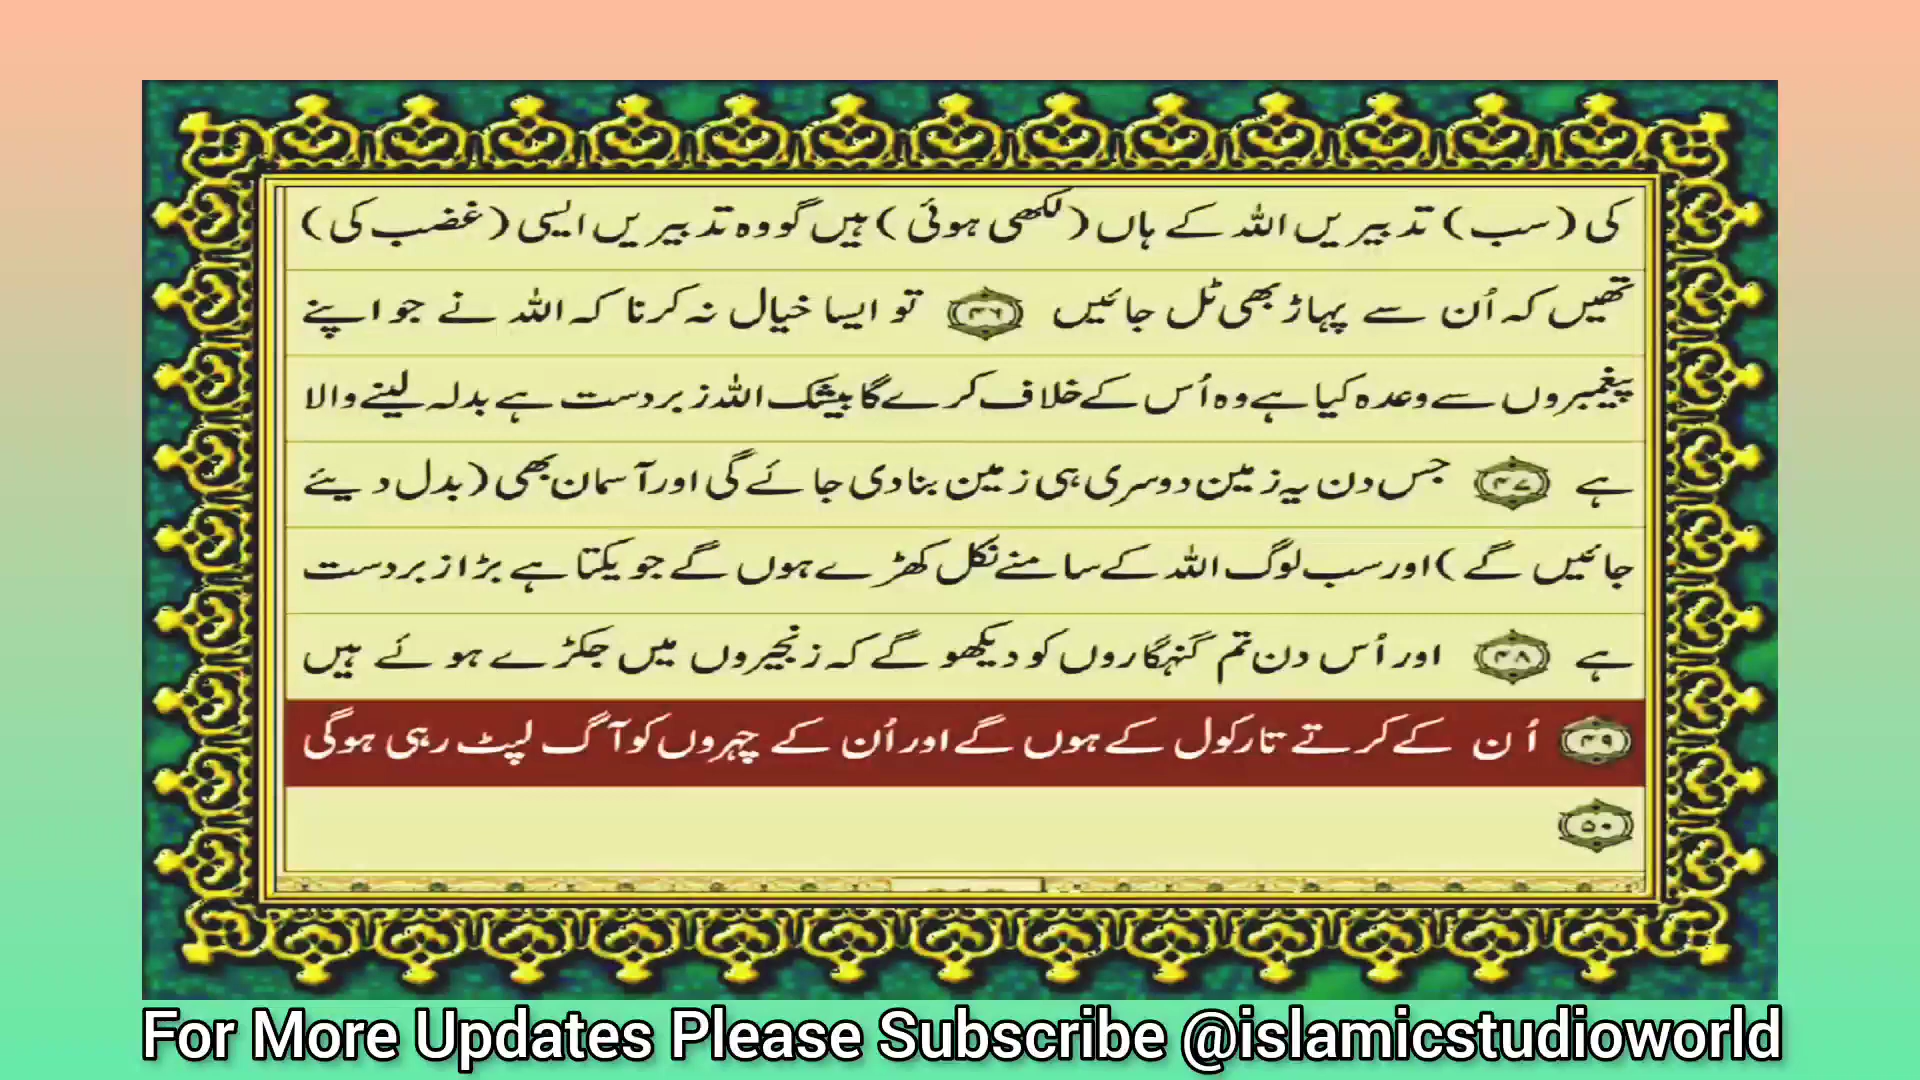 کی (سب) تدبیریں اللہ کے ہاں (لکھی ہوئی) ہیں گو وہ تدبیریں ایسی (غضب کی)
تھیں کہ اُن سے پہاڑ بھی ٹل جائیں ۴۶ تو ایسا خیال نہ کرنا کہ اللہ نے جو اپنے
پیغمبروں سے وعدہ کیا ہے وہ اُس کے خلاف کرے گا بیشک اللہ زبردست ہے بدلہ لینے والا
ہے ۴۷ جس دن یہ زمین دوسری ہی زمین بنا دی جائے گی اور آسمان بھی (بدل دیئے
جائیں گے) اور سب لوگ اللہ کے سامنے نکل کھڑے ہوں گے جو یکتا ہے بڑا زبردست
ہے ۴۸ اور اُس دن تم گنہگاروں کو دیکھو گے کہ زنجیروں میں جکڑے ہوئے ہیں
۴۹ اُن کے کرتے تارکول کے ہوں گے اور اُن کے چہروں کو آگ لپٹ رہی ہوگی
۵۰
For More Updates Please Subscribe @islamicstudioworld